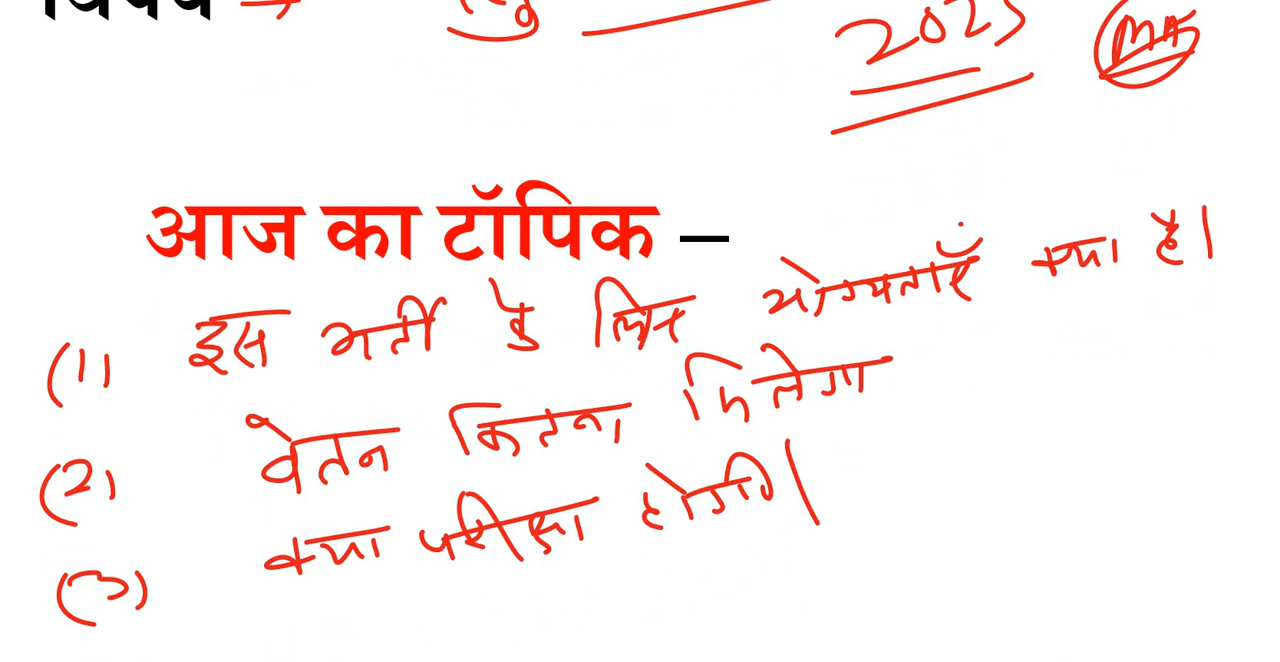 2025
आज का टॉपिक –
(1) इस भर्ती के लिए योग्यताएँ क्या है।
(2) वेतन कितना मिलेगा
(3) क्या परीक्षा होगी।